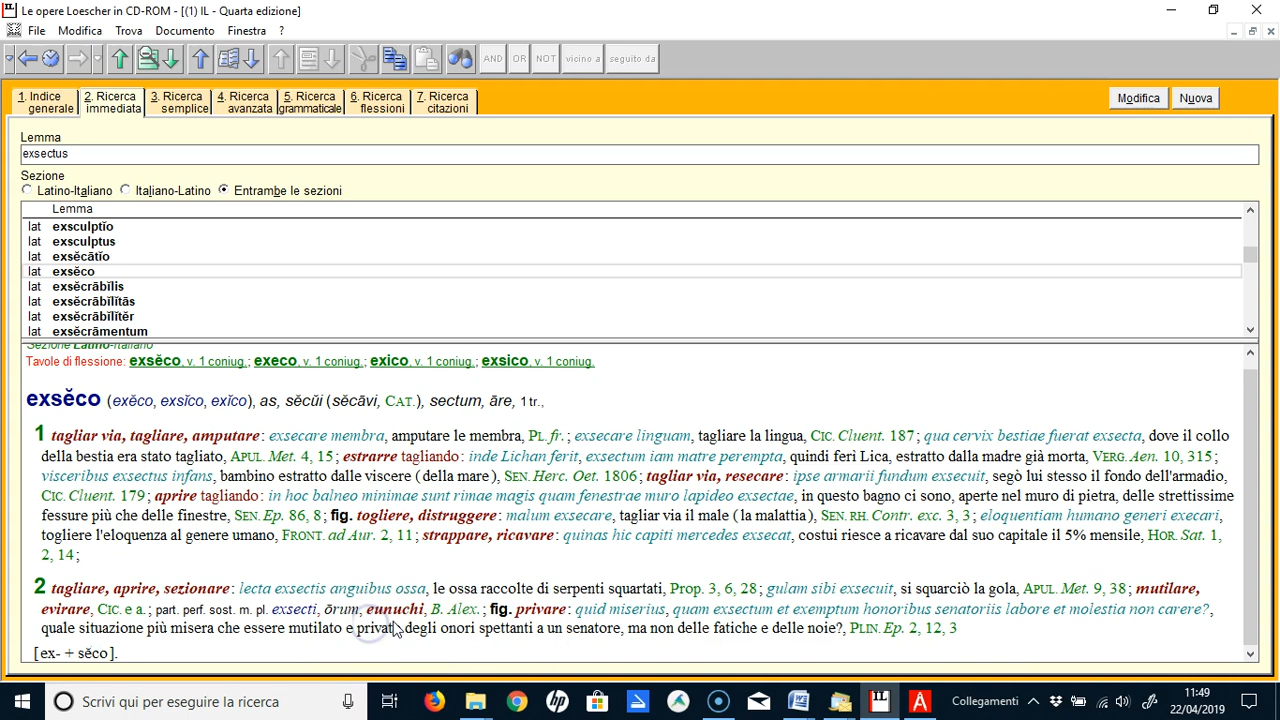 Le opere Loescher in CD-ROM - [(1) IL - Quarta edizione]
File Modifica Trova Documento Finestra ?
AND OR NOT vicino a seguito da
1. Indice generale 2. Ricerca immediata 3. Ricerca semplice 4. Ricerca avanzata 5. Ricerca grammaticale 6. Ricerca flessioni 7. Ricerca citazioni Modifica Nuova
Lemma
exsectus
Sezione
Latino-Italiano Italiano-Latino Entrambe le sezioni
Lemma
lat exsculptĭo
lat exsculptus
lat exsĕcātĭo
lat exsĕco
lat exsĕcrābĭlis
lat exsĕcrābĭlĭtās
lat exsĕcrābĭlĭtĕr
lat exsĕcrāmentum
Sezione Latino-Italiano
Tavole di flessione: exsĕco, v. 1 coniug.; execo, v. 1 coniug.; exico, v. 1 coniug.; exsico, v. 1 coniug.
exsĕco (exĕco, exsĭco, exĭco), as, sĕcŭi (sĕcāvi, CAT.), sectum, āre, 1 tr.,
1 tagliar via, tagliare, amputare: exsecare membra, amputare le membra, PL. fr.; exsecare linguam, tagliare la lingua, CIC. Cluent. 187; qua cervix bestiae fuerat exsecta, dove il collo
della bestia era stato tagliato, APUL. Met. 4, 15; estrarre tagliando: inde Lichan ferit, exsectum iam matre perempta, quindi ferì Lica, estratto dalla madre già morta, VERG. Aen. 10, 315;
visceribus exsectus infans, bambino estratto dalle viscere (della mare), SEN. Herc. Oet. 1806; tagliar via, resecare: ipse armarii fundum exsecuit, segò lui stesso il fondo dell'armadio,
CIC. Cluent. 179; aprire tagliando: in hoc balneo minimae sunt rimae magis quam fenestrae muro lapideo exsectae, in questo bagno ci sono, aperte nel muro di pietra, delle strettissime
fessure più che delle finestre, SEN. Ep. 86, 8; fig. togliere, distruggere: malum exsecare, tagliar via il male (la malattia), SEN. RH. Contr. exc. 3, 3; eloquentiam humano generi execari,
togliere l'eloquenza al genere umano, FRONT. ad Aur. 2, 11; strappare, ricavare: quinas hic capiti mercedes exsecat, costui riesce a ricavare dal suo capitale il 5% mensile, HOR. Sat. 1,
2, 14;
2 tagliare, aprire, sezionare: lecta exsectis anguibus ossa, le ossa raccolte di serpenti squartati, Prop. 3, 6, 28; gulam sibi exsecuit, si squarciò la gola, APUL. Met. 9, 38; mutilare,
evirare, CIC. e a.; part. perf. sost. m. pl. exsecti, ōrum, eunuchi, B. Alex.; fig. privare: quid miserius, quam exsectum et exemptum honoribus senatoriis labore et molestia non carere?,
quale situazione più misera che essere mutilato e privati degli onori spettanti a un senatore, ma non delle fatiche e delle noie?, PLIN. Ep. 2, 12, 3
[ex- + sĕco].
Scrivi qui per eseguire la ricerca Collegamenti 11:49
22/04/2019